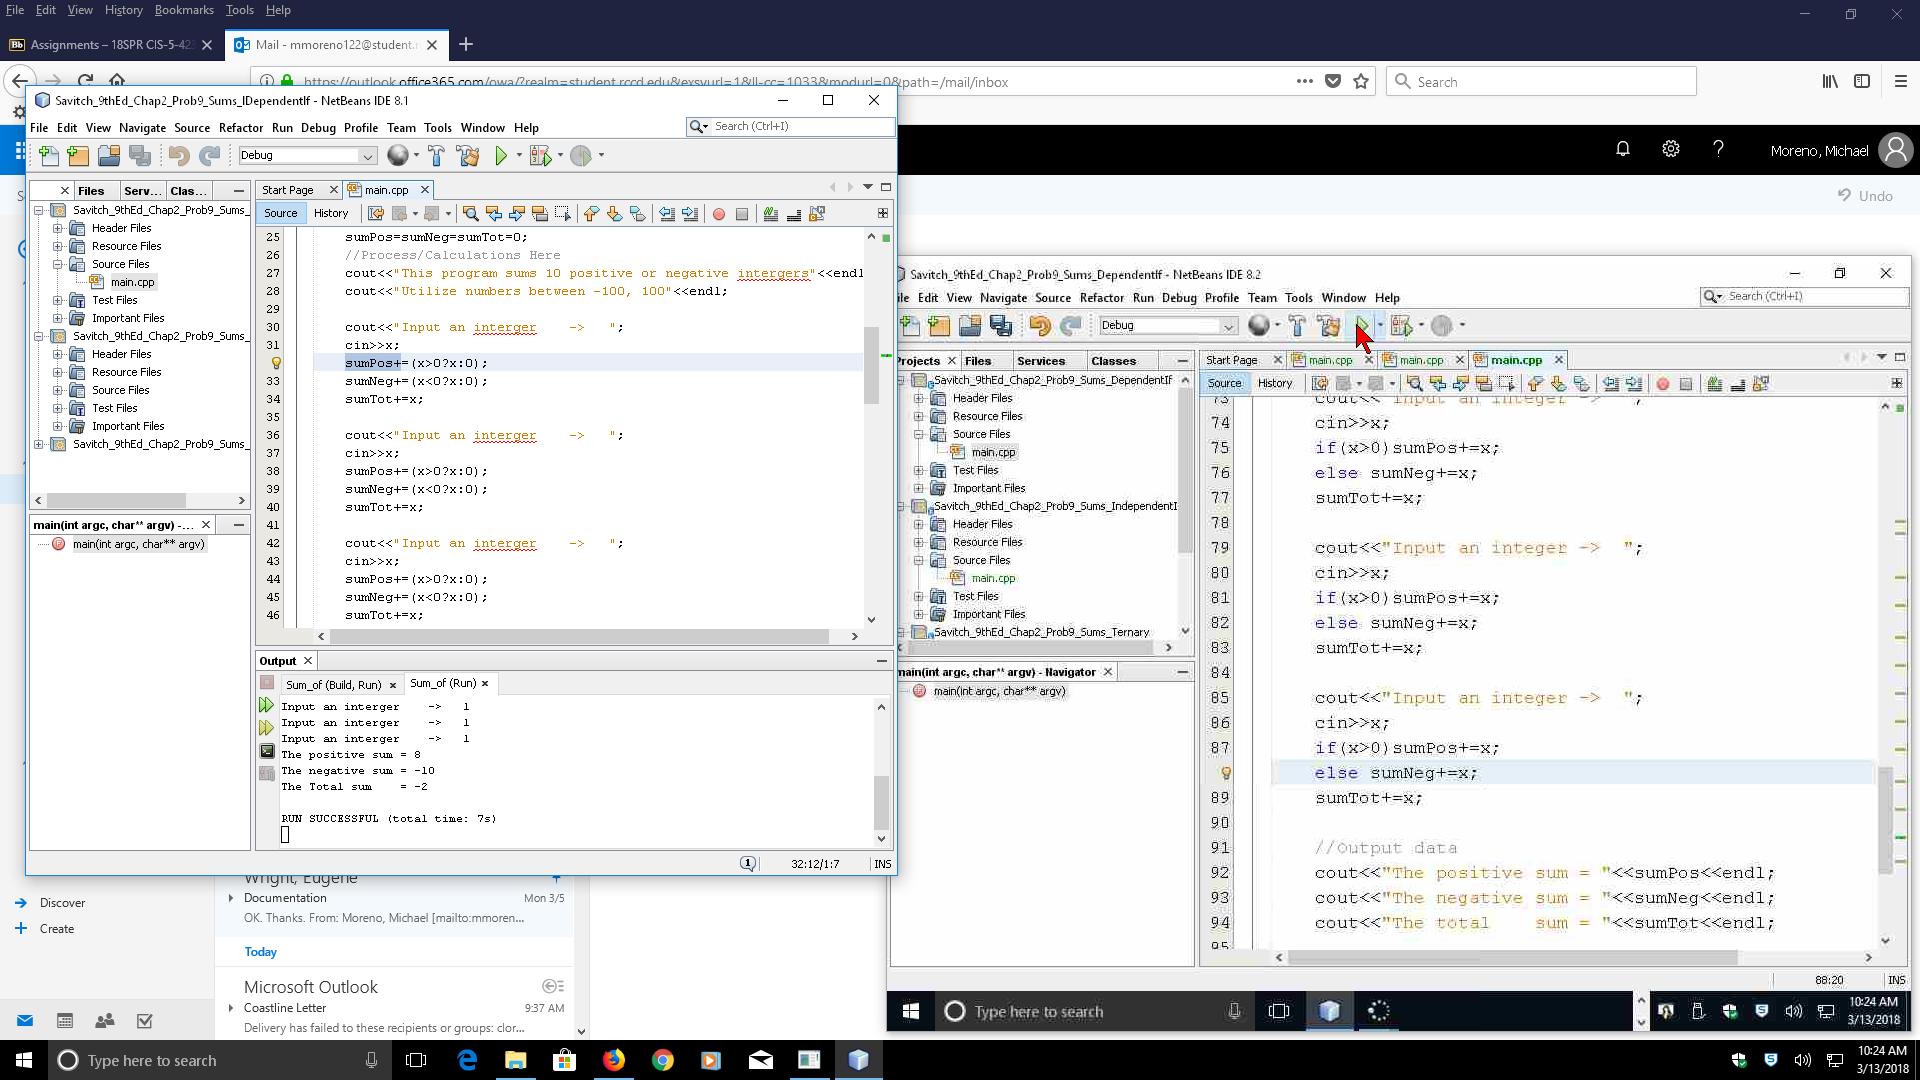 File Edit View History Bookmarks Tools Help
Assignments – 18SPR CIS-5-42
Mail - mmoreno122@student.
https://outlook.office365.com/owa/?realm=student.rccd.edu&exsvurl=1&ll-cc=1033&modurl=0&path=/mail/inbox
Search
Moreno, Michael
Undo
Savitch_9thEd_Chap2_Prob9_Sums_IDependentIf - NetBeans IDE 8.1
File Edit View Navigate Source Refactor Run Debug Profile Team Tools Window Help
Search (Ctrl+I)
Debug
Files Serv... Clas...
Start Page main.cpp
Source History
Savitch_9thEd_Chap2_Prob9_Sums_
Header Files
Resource Files
Source Files
main.cpp
Test Files
Important Files
Savitch_9thEd_Chap2_Prob9_Sums_
Header Files
Resource Files
Source Files
Test Files
Important Files
Savitch_9thEd_Chap2_Prob9_Sums_
main(int argc, char** argv) -...
main(int argc, char** argv)
25 sumPos=sumNeg=sumTot=0;
26 //Process/Calculations Here
27 cout<<"This program sums 10 positive or negative intergers"<<endl
28 cout<<"Utilize numbers between -100, 100"<<endl;
29
30 cout<<"Input an interger    ->   ";
31 cin>>x;
sumPos+=(x>0?x:0);
33 sumNeg+=(x<0?x:0);
34 sumTot+=x;
35
36 cout<<"Input an interger    ->   ";
37 cin>>x;
38 sumPos+=(x>0?x:0);
39 sumNeg+=(x<0?x:0);
40 sumTot+=x;
41
42 cout<<"Input an interger    ->   ";
43 cin>>x;
44 sumPos+=(x>0?x:0);
45 sumNeg+=(x<0?x:0);
46 sumTot+=x;
Output
Sum_of (Build, Run) Sum_of (Run)
Input an interger    ->   1
Input an interger    ->   1
Input an interger    ->   1
The positive sum = 8
The negative sum = -10
The Total sum    = -2
RUN SUCCESSFUL (total time: 7s)
1 32:12/1:7 INS
Savitch_9thEd_Chap2_Prob9_Sums_DependentIf - NetBeans IDE 8.2
ile Edit View Navigate Source Refactor Run Debug Profile Team Tools Window Help
Search (Ctrl+I)
Debug
Projects Files Services Classes
Start Page main.cpp main.cpp main.cpp
Source History
Savitch_9thEd_Chap2_Prob9_Sums_DependentIf
Header Files
Resource Files
Source Files
main.cpp
Test Files
Important Files
Savitch_9thEd_Chap2_Prob9_Sums_IndependentI
Header Files
Resource Files
Source Files
main.cpp
Test Files
Important Files
Savitch_9thEd_Chap2_Prob9_Sums_Ternary
main(int argc, char** argv) - Navigator
main(int argc, char** argv)
73 cout<<"Input an integer ->   ";
74 cin>>x;
75 if(x>0)sumPos+=x;
76 else sumNeg+=x;
77 sumTot+=x;
78
79 cout<<"Input an integer ->   ";
80 cin>>x;
81 if(x>0)sumPos+=x;
82 else sumNeg+=x;
83 sumTot+=x;
84
85 cout<<"Input an integer ->   ";
86 cin>>x;
87 if(x>0)sumPos+=x;
else sumNeg+=x;
89 sumTot+=x;
90
91 //Output data
92 cout<<"The positive sum = "<<sumPos<<endl;
93 cout<<"The negative sum = "<<sumNeg<<endl;
94 cout<<"The total    sum = "<<sumTot<<endl;
95
88:20 INS
Type here to search
10:24 AM
3/13/2018
Discover
Create
Wright, Eugene
Documentation Mon 3/5
OK. Thanks. From: Moreno, Michael [mailto:mmoren...
Today
Microsoft Outlook
Coastline Letter 9:37 AM
Delivery has failed to these recipients or groups: clor...
Type here to search
10:24 AM
3/13/2018